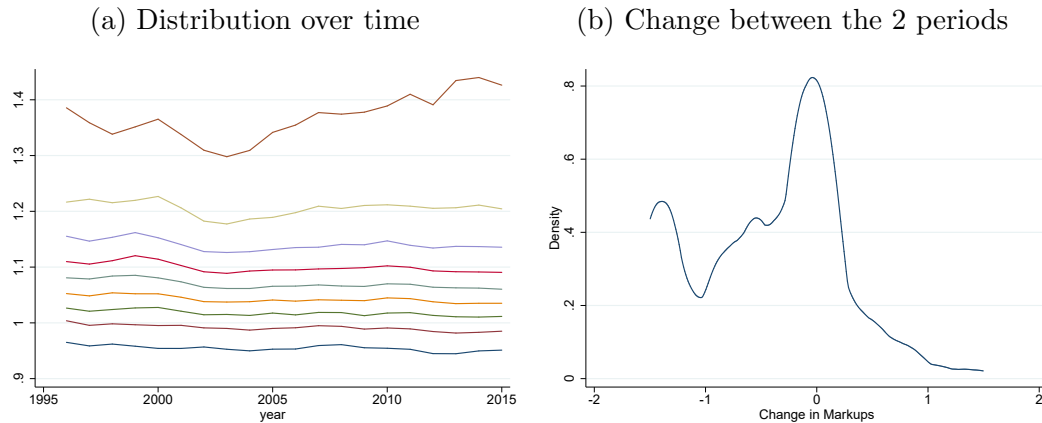 (a) Distribution over time
1.4
1.3
1.2
1.1
1
.9
1995 2000 2005 2010 2015
year
(b) Change between the 2 periods
.8
.6
.4
.2
0
Density
-2 -1 0 1 2
Change in Markups